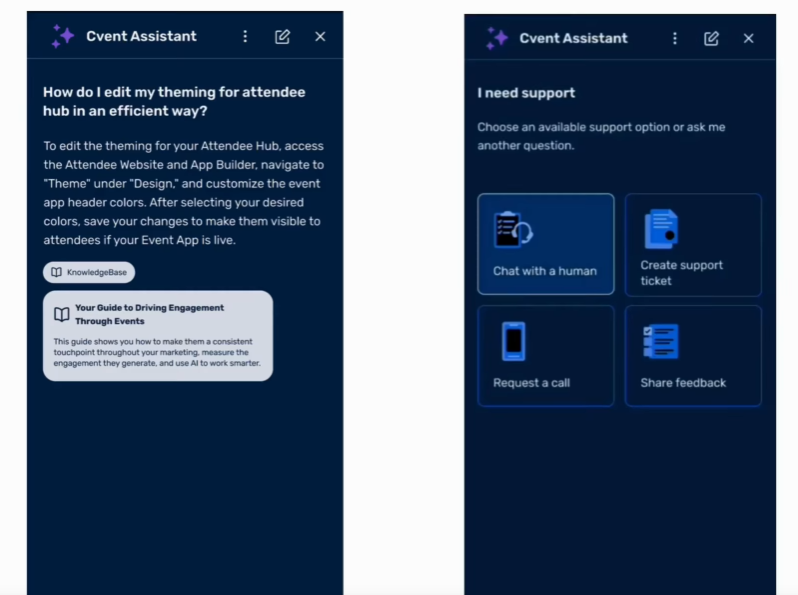 Cvent Assistant
How do I edit my theming for attendee
hub in an efficient way?
To edit the theming for your Attendee Hub, access
the Attendee Website and App Builder, navigate to
"Theme" under "Design," and customize the event
app header colors. After selecting your desired
colors, save your changes to make them visible to
attendees if your Event App is live.
KnowledgeBase
Your Guide to Driving Engagement
Through Events
This guide shows you how to make them a consistent
touchpoint throughout your marketing, measure the
engagement they generate, and use AI to work smarter.
Cvent Assistant
I need support
Choose an available support option or ask me
another question.
Chat with a human
Create support
ticket
Request a call
Share feedback